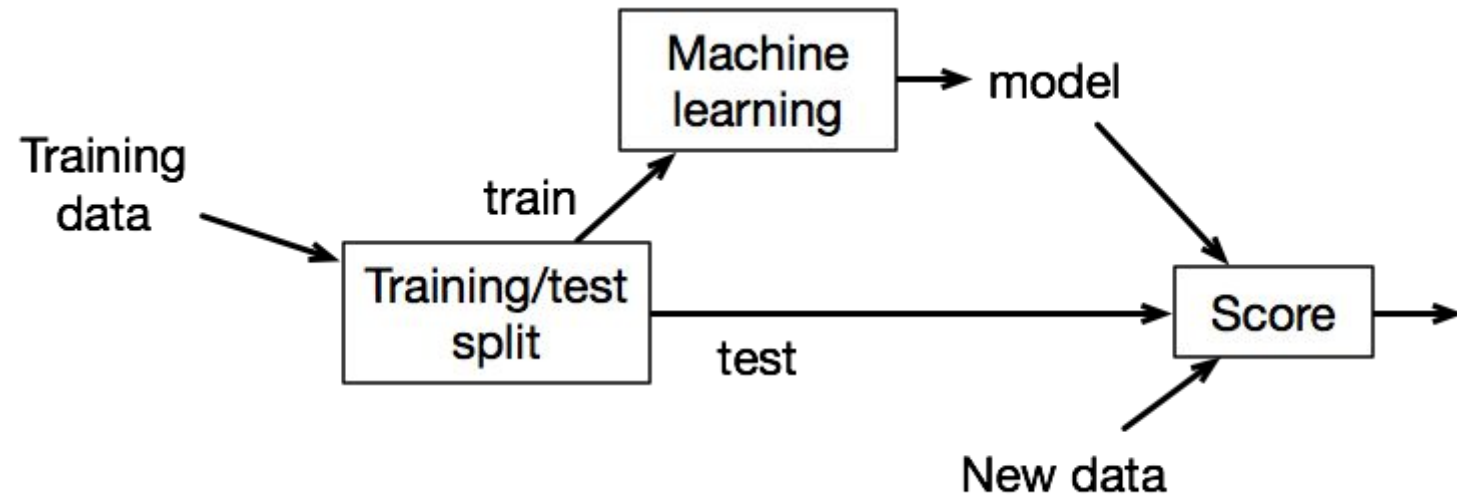 Machine
learning
model
Training
data
train
Training/test
split
test
Score
New data